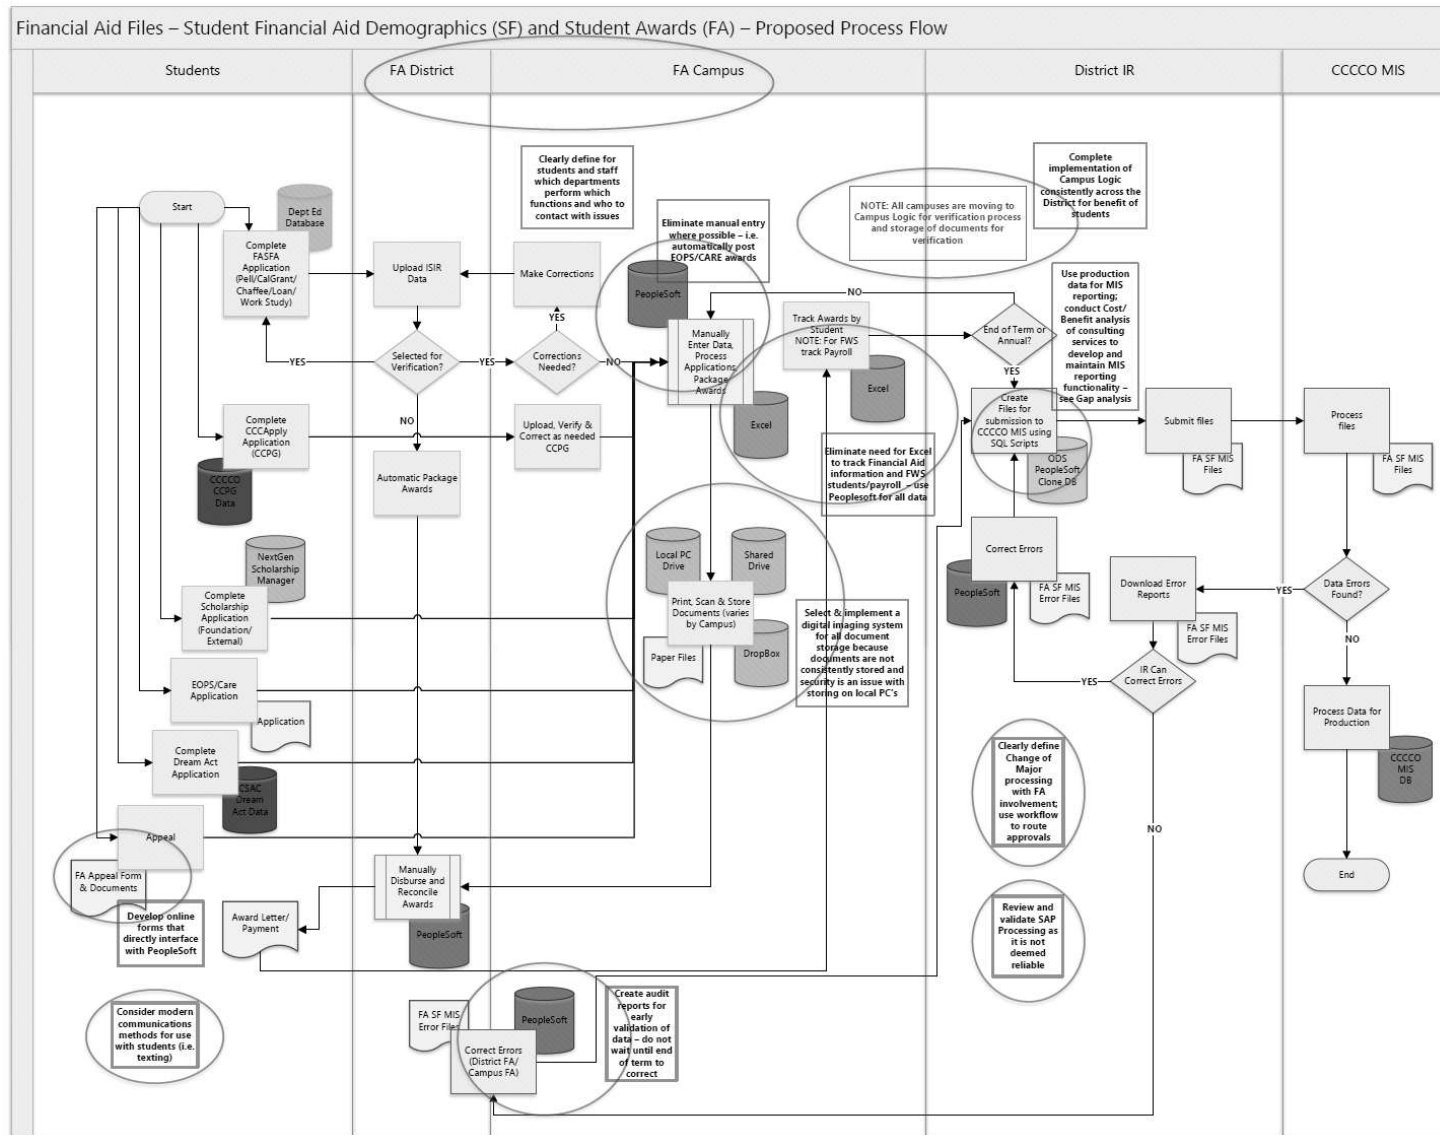 Financial Aid Files – Student Financial Aid Demographics (SF) and Student Awards (FA) – Proposed Process Flow
Students
FA District
FA Campus
District IR
CCCCO MIS
Start
Dept Ed
Database
Complete
FASFA
Application
(Pell/CalGrant/
Chaffee/Loan/
Work Study)
Upload ISIR
Data
Make Corrections
Clearly define for
students and staff
which departments
perform which
functions and who to
contact with issues
Eliminate manual entry
where possible – i.e.
automatically post
EOPS/CARE awards
PeopleSoft
NOTE: All campuses are moving to
Campus Logic for verification process
and storage of documents for
verification
Complete
implementation of
Campus Logic
consistently across the
District for benefit of
students
Use production
data for MIS
reporting;
conduct Cost/
Benefit analysis
of consulting
services to
develop and
maintain MIS
reporting
functionality –
see Gap analysis
YES
Selected for
Verification?
YES
YES
Corrections
Needed?
NO
Manually
Enter Data,
Process
Applications,
Package
Awards
Excel
Track Awards by
Student
NOTE: For FWS
track Payroll
Excel
NO
End of Term or
Annual?
YES
NO
Complete
CCCApply
Application
(CCPG)
CCCCO
CCPG
Data
Upload, Verify &
Correct as needed
CCPG
Automatic Package
Awards
Eliminate need for Excel
to track Financial Aid
information and FWS
students/payroll – use
Peoplesoft for all data
Create
Files for
submission to
CCCCO MIS using
SQL Scripts
ODS
PeopleSoft
Clone DB
Submit files
FA SF MIS
Files
Process
files
FA SF MIS
Files
NextGen
Scholarship
Manager
Complete
Scholarship
Application
(Foundation/
External)
Local PC
Drive
Shared
Drive
Print, Scan & Store
Documents (varies
by Campus)
Paper Files
DropBox
Select & implement a
digital imaging system
for all document
storage because
documents are not
consistently stored and
security is an issue with
storing on local PC's
Correct Errors
PeopleSoft
FA SF MIS
Error Files
Download Error
Reports
FA SF MIS
Error Files
YES
Data Errors
Found?
NO
YES
IR Can
Correct Errors
NO
EOPS/Care
Application
Application
Complete
Dream Act
Application
CSAC
Dream
Act Data
Process Data for
Production
CCCCO
MIS
DB
Clearly define
Change of
Major
processing
with FA
involvement;
use workflow
to route
approvals
Appeal
FA Appeal Form
& Documents
Develop online
forms that
directly interface
with PeopleSoft
Award Letter/
Payment
Manually
Disburse and
Reconcile
Awards
PeopleSoft
End
Review and
validate SAP
Processing as
it is not
deemed
reliable
Consider modern
communications
methods for use
with students (i.e.
texting)
FA SF MIS
Error Files
PeopleSoft
Correct Errors
(District FA/
Campus FA)
Create audit
reports for
early
validation of
data – do not
wait until end
of term to
correct